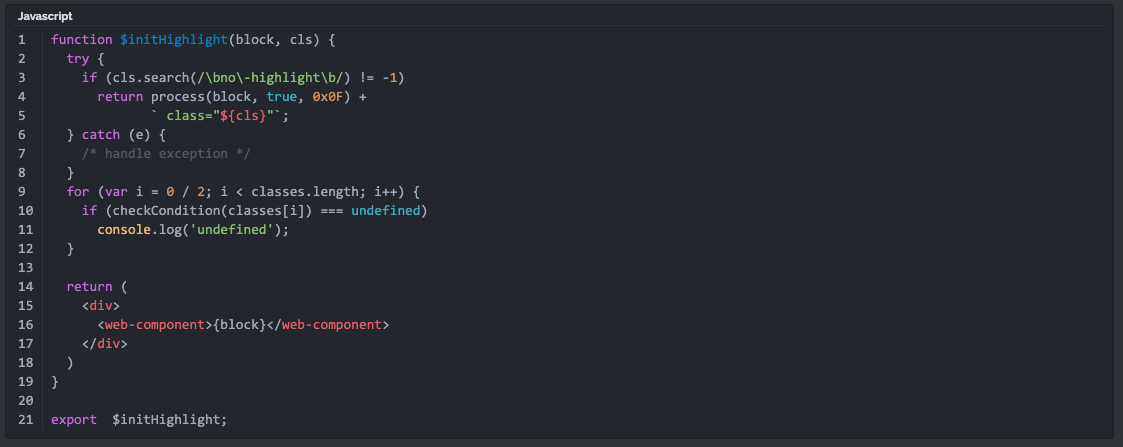 Javascript
1 function $initHighlight(block, cls) {
2   try {
3     if (cls.search(/\bno\-highlight\b/) != -1)
4       return process(block, true, 0x0F) +
5              ` class="${cls}"`;
6   } catch (e) {
7     /* handle exception */
8   }
9   for (var i = 0 / 2; i < classes.length; i++) {
10     if (checkCondition(classes[i]) === undefined)
11       console.log('undefined');
12   }
13
14   return (
15     <div>
16       <web-component>{block}</web-component>
17     </div>
18   )
19 }
20
21 export  $initHighlight;